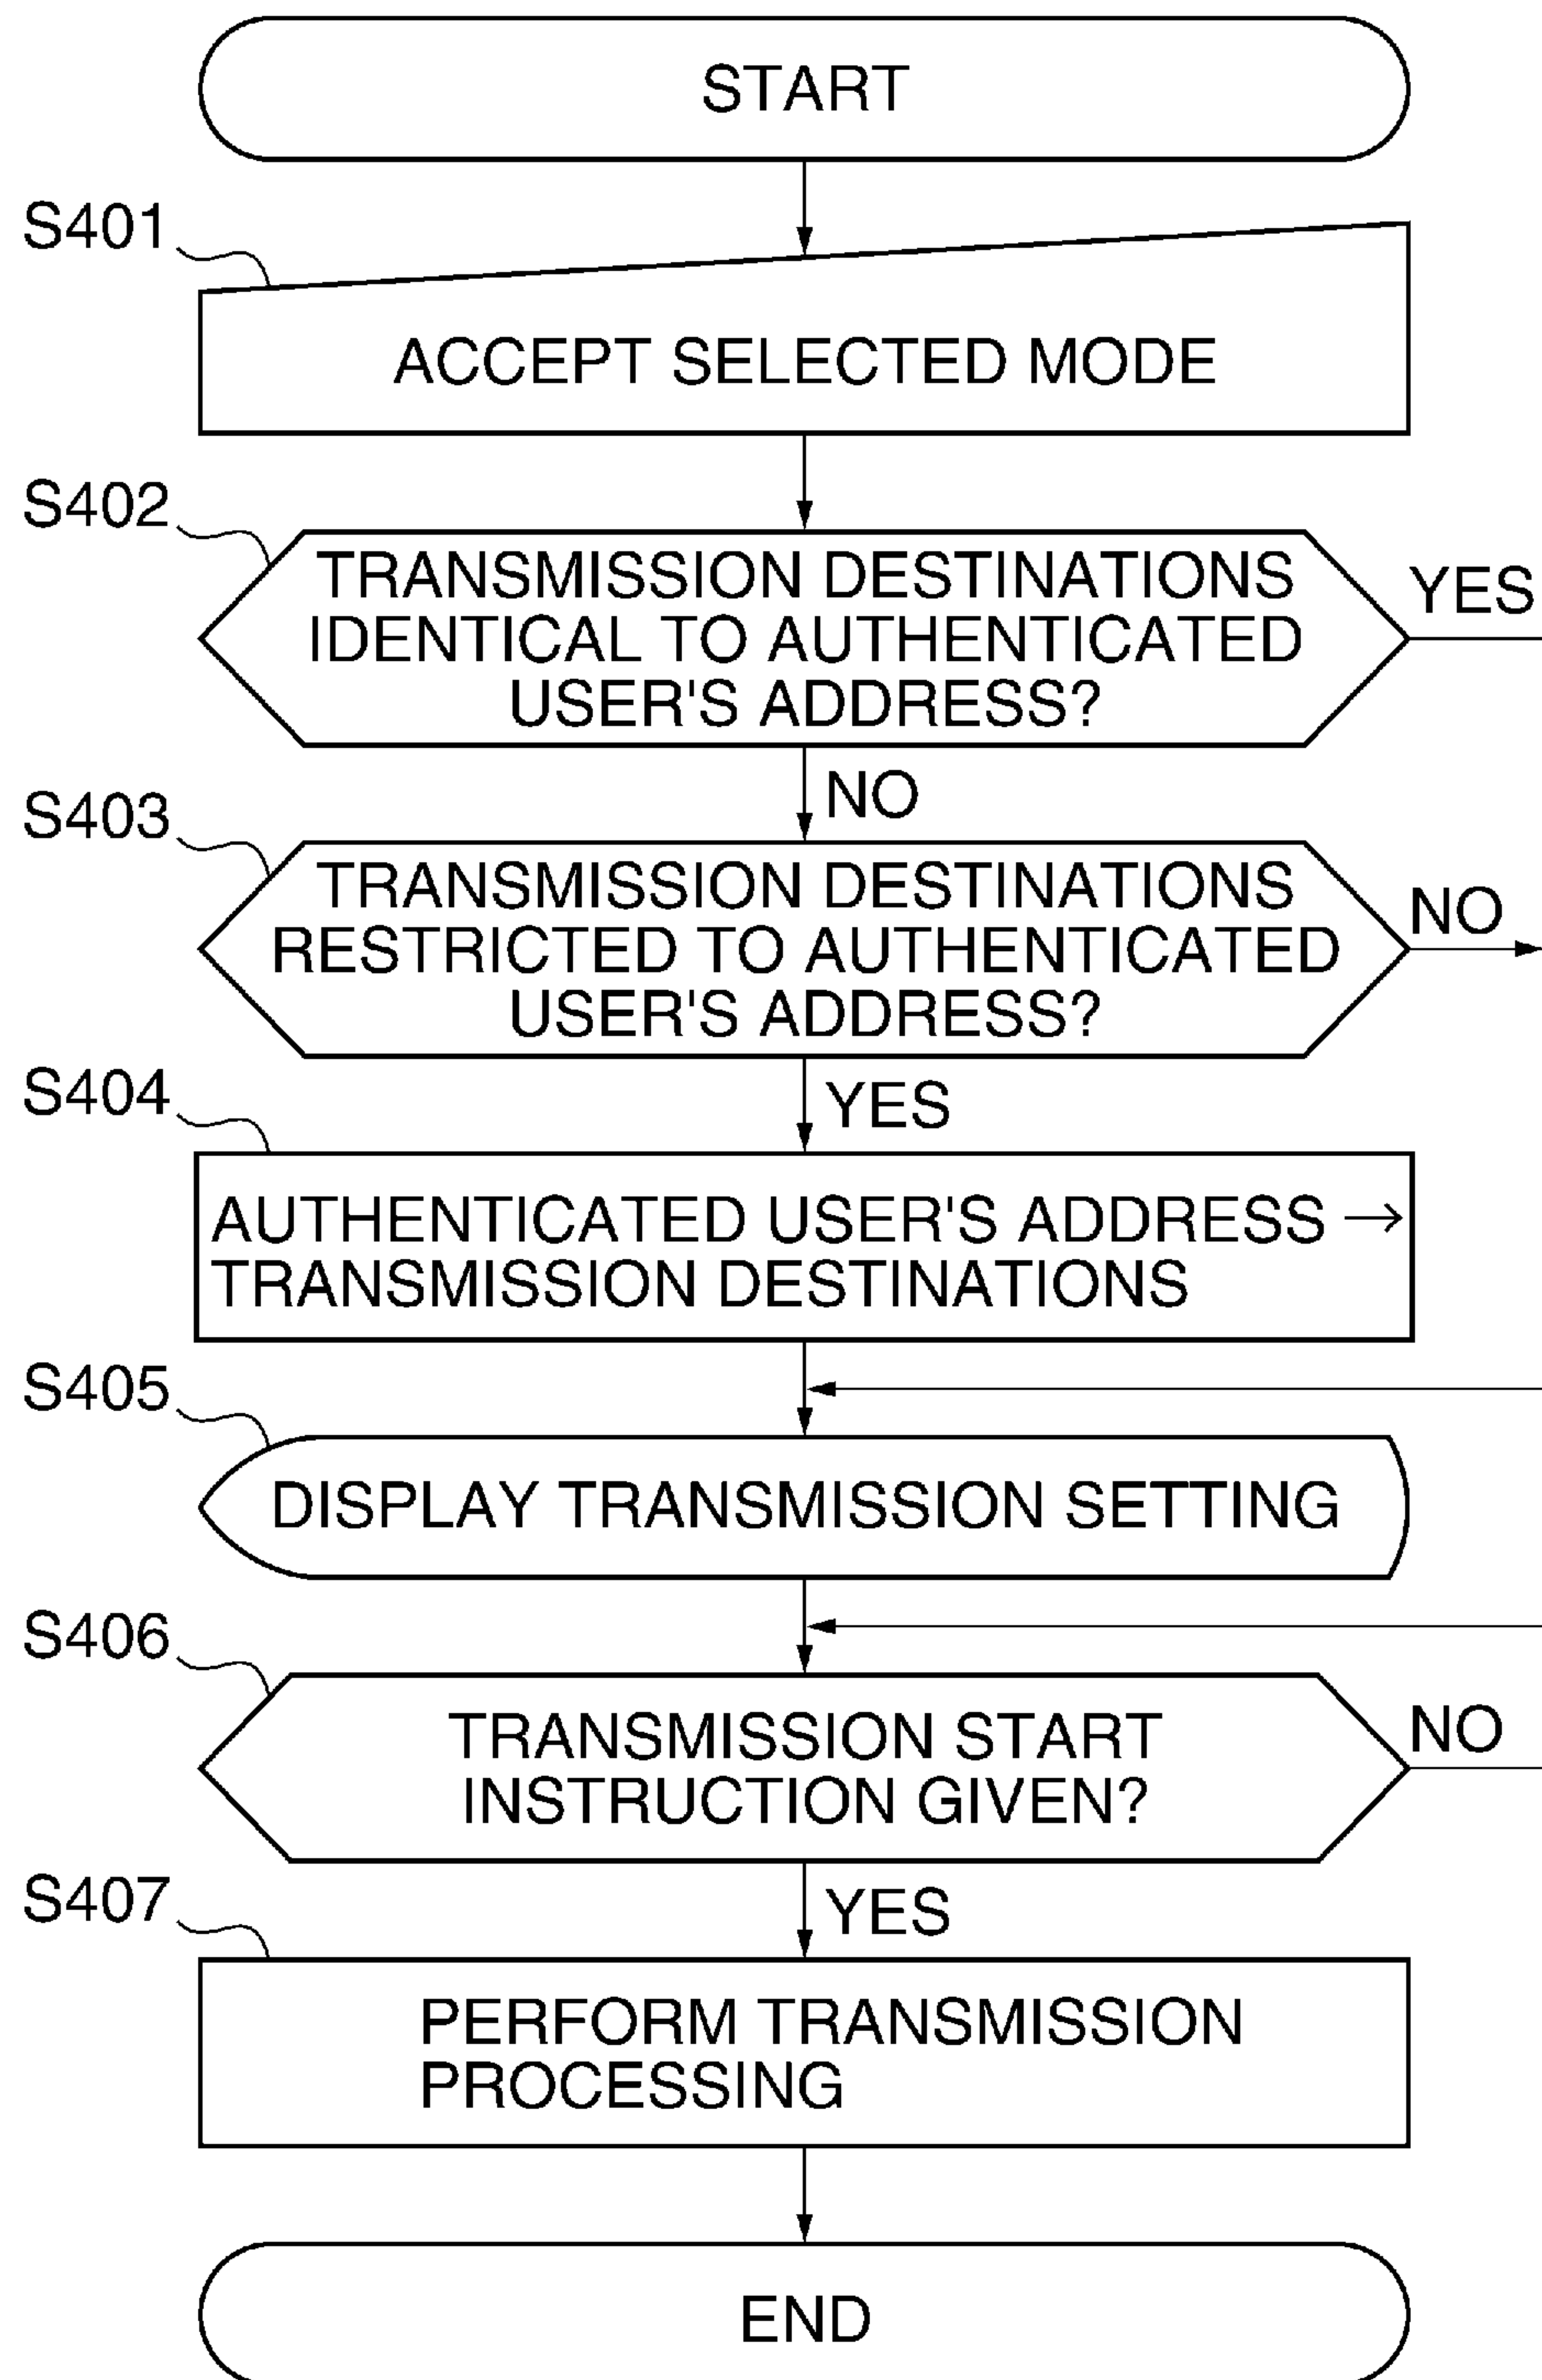 START
S401
ACCEPT SELECTED MODE
S402
TRANSMISSION DESTINATIONS
IDENTICAL TO AUTHENTICATED
USER'S ADDRESS?
YES
NO
S403
TRANSMISSION DESTINATIONS
RESTRICTED TO AUTHENTICATED
USER'S ADDRESS?
NO
YES
S404
AUTHENTICATED USER'S ADDRESS →
TRANSMISSION DESTINATIONS
S405
DISPLAY TRANSMISSION SETTING
S406
TRANSMISSION START
INSTRUCTION GIVEN?
NO
YES
S407
PERFORM TRANSMISSION
PROCESSING
END